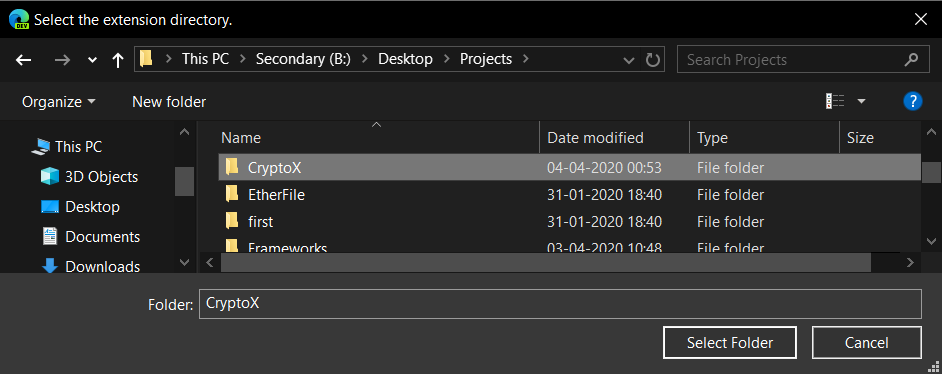 DEV
Select the extension directory.
This PC > Secondary (B:) > Desktop > Projects >
Search Projects
Organize
New folder
?
This PC
3D Objects
Desktop
Documents
Downloads
Name Date modified Type Size
CryptoX 04-04-2020 00:53 File folder
EtherFile 31-01-2020 18:40 File folder
first 31-01-2020 18:40 File folder
Frameworks 03-04-2020 10:48 File folder
Folder: CryptoX
Select Folder Cancel